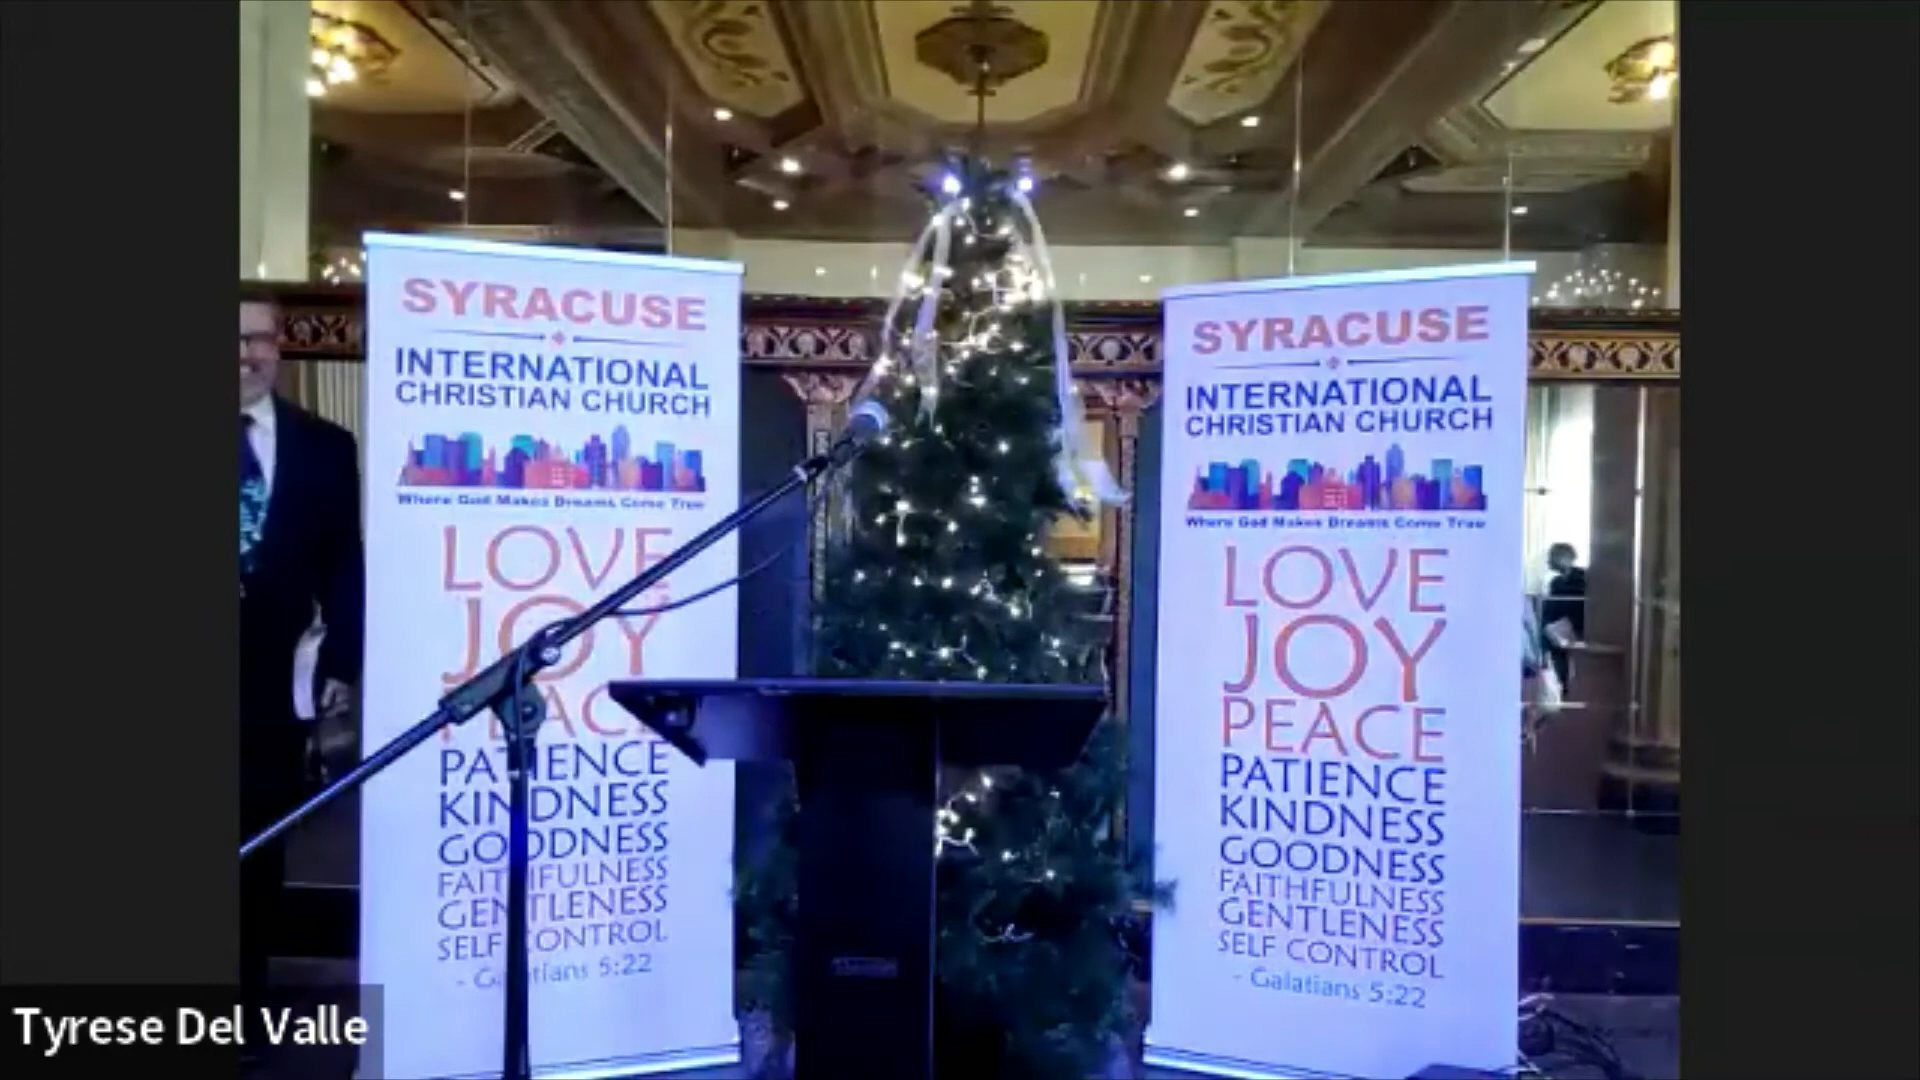 SYRACUSE
INTERNATIONAL
CHRISTIAN CHURCH
Where God Makes Dreams Come True
LOVE
JOY
PEACE
PATIENCE
KINDNESS
GOODNESS
FAITHFULNESS
GENTLENESS
SELF CONTROL
- Galatians 5:22
SYRACUSE
INTERNATIONAL
CHRISTIAN CHURCH
Where God Makes Dreams Come True
LOVE
JOY
PEACE
PATIENCE
KINDNESS
GOODNESS
FAITHFULNESS
GENTLENESS
SELF CONTROL
- Galatians 5:22
Tyrese Del Valle